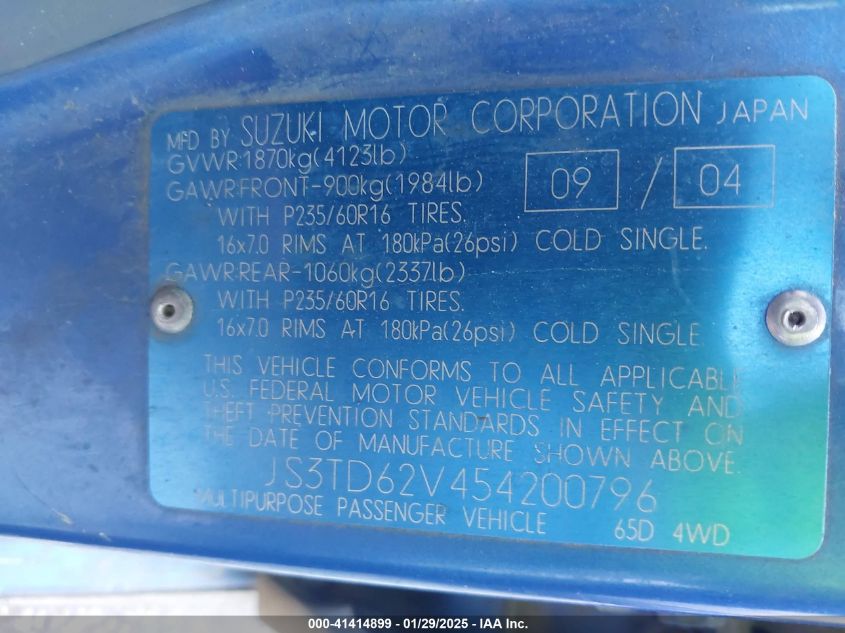 MFD BY SUZUKI MOTOR CORPORATION JAPAN
GVWR:1870kg(4123lb)
GAWR:FRONT-900kg(1984lb) 09 / 04
WITH P235/60R16 TIRES.
16x7.0 RIMS AT 180kPa(26psi) COLD SINGLE.
GAWR:REAR-1060kg(2337lb)
WITH P235/60R16 TIRES.
16x7.0 RIMS AT 180kPa(26psi) COLD SINGLE
THIS VEHICLE CONFORMS TO ALL APPLICABLE
U.S. FEDERAL MOTOR VEHICLE SAFETY AND
THEFT PREVENTION STANDARDS IN EFFECT ON
THE DATE OF MANUFACTURE SHOWN ABOVE.
JS3TD62V454200796
MULTIPURPOSE PASSENGER VEHICLE 65D 4WD
000-41414899 - 01/29/2025 - IAA Inc.